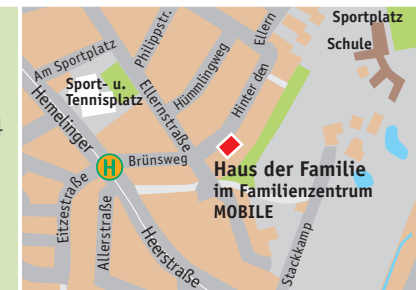 Sportplatz
Schule
Am Sportplatz
Philippstr.
Hümmlingweg
Ellern
Hinter den
Sport- u.
Tennisplatz
Ellernstraße
Hemelinger
Heerstraße
Brünsweg
H
Haus der Familie
im Familienzentrum
MOBILE
Eitzestraße
Allerstraße
Stackkamp